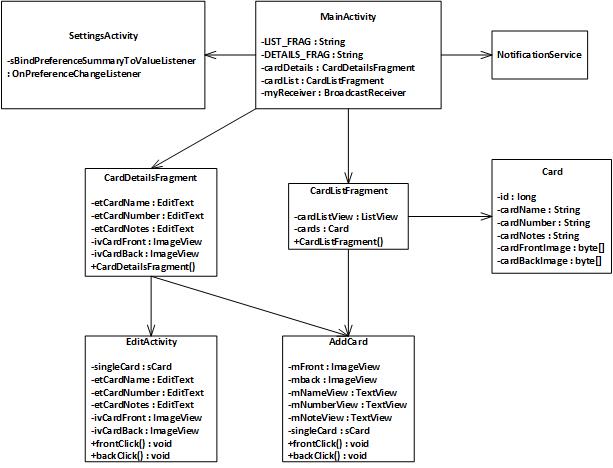 SettingsActivity
-sBindPreferenceSummaryToValueListener
: OnPreferenceChangeListener
MainActivity
-LIST_FRAG : String
-DETAILS_FRAG : String
-cardDetails : CardDetailsFragment
-cardList : CardListFragment
-myReceiver : BroadcastReceiver
NotificationService
CardDetailsFragment
-etCardName : EditText
-etCardNumber : EditText
-etCardNotes : EditText
-ivCardFront : ImageView
-ivCardBack : ImageView
+CardDetailsFragment()
CardListFragment
-cardListView : ListView
-cards : Card
+CardListFragment()
Card
-id : long
-cardName : String
-cardNumber : String
-cardNotes : String
-cardFrontImage : byte[]
-cardBackImage : byte[]
EditActivity
-singleCard : sCard
-etCardName : EditText
-etCardNumber : EditText
-etCardNotes : EditText
-ivCardFront : ImageView
-ivCardBack : ImageView
+frontClick() : void
+backClick() : void
AddCard
-mFront : ImageView
-mback : ImageView
-mNameView : TextView
-mNumberView : TextView
-mNoteView : TextView
-singleCard : sCard
+frontClick() : void
+backClick() : void